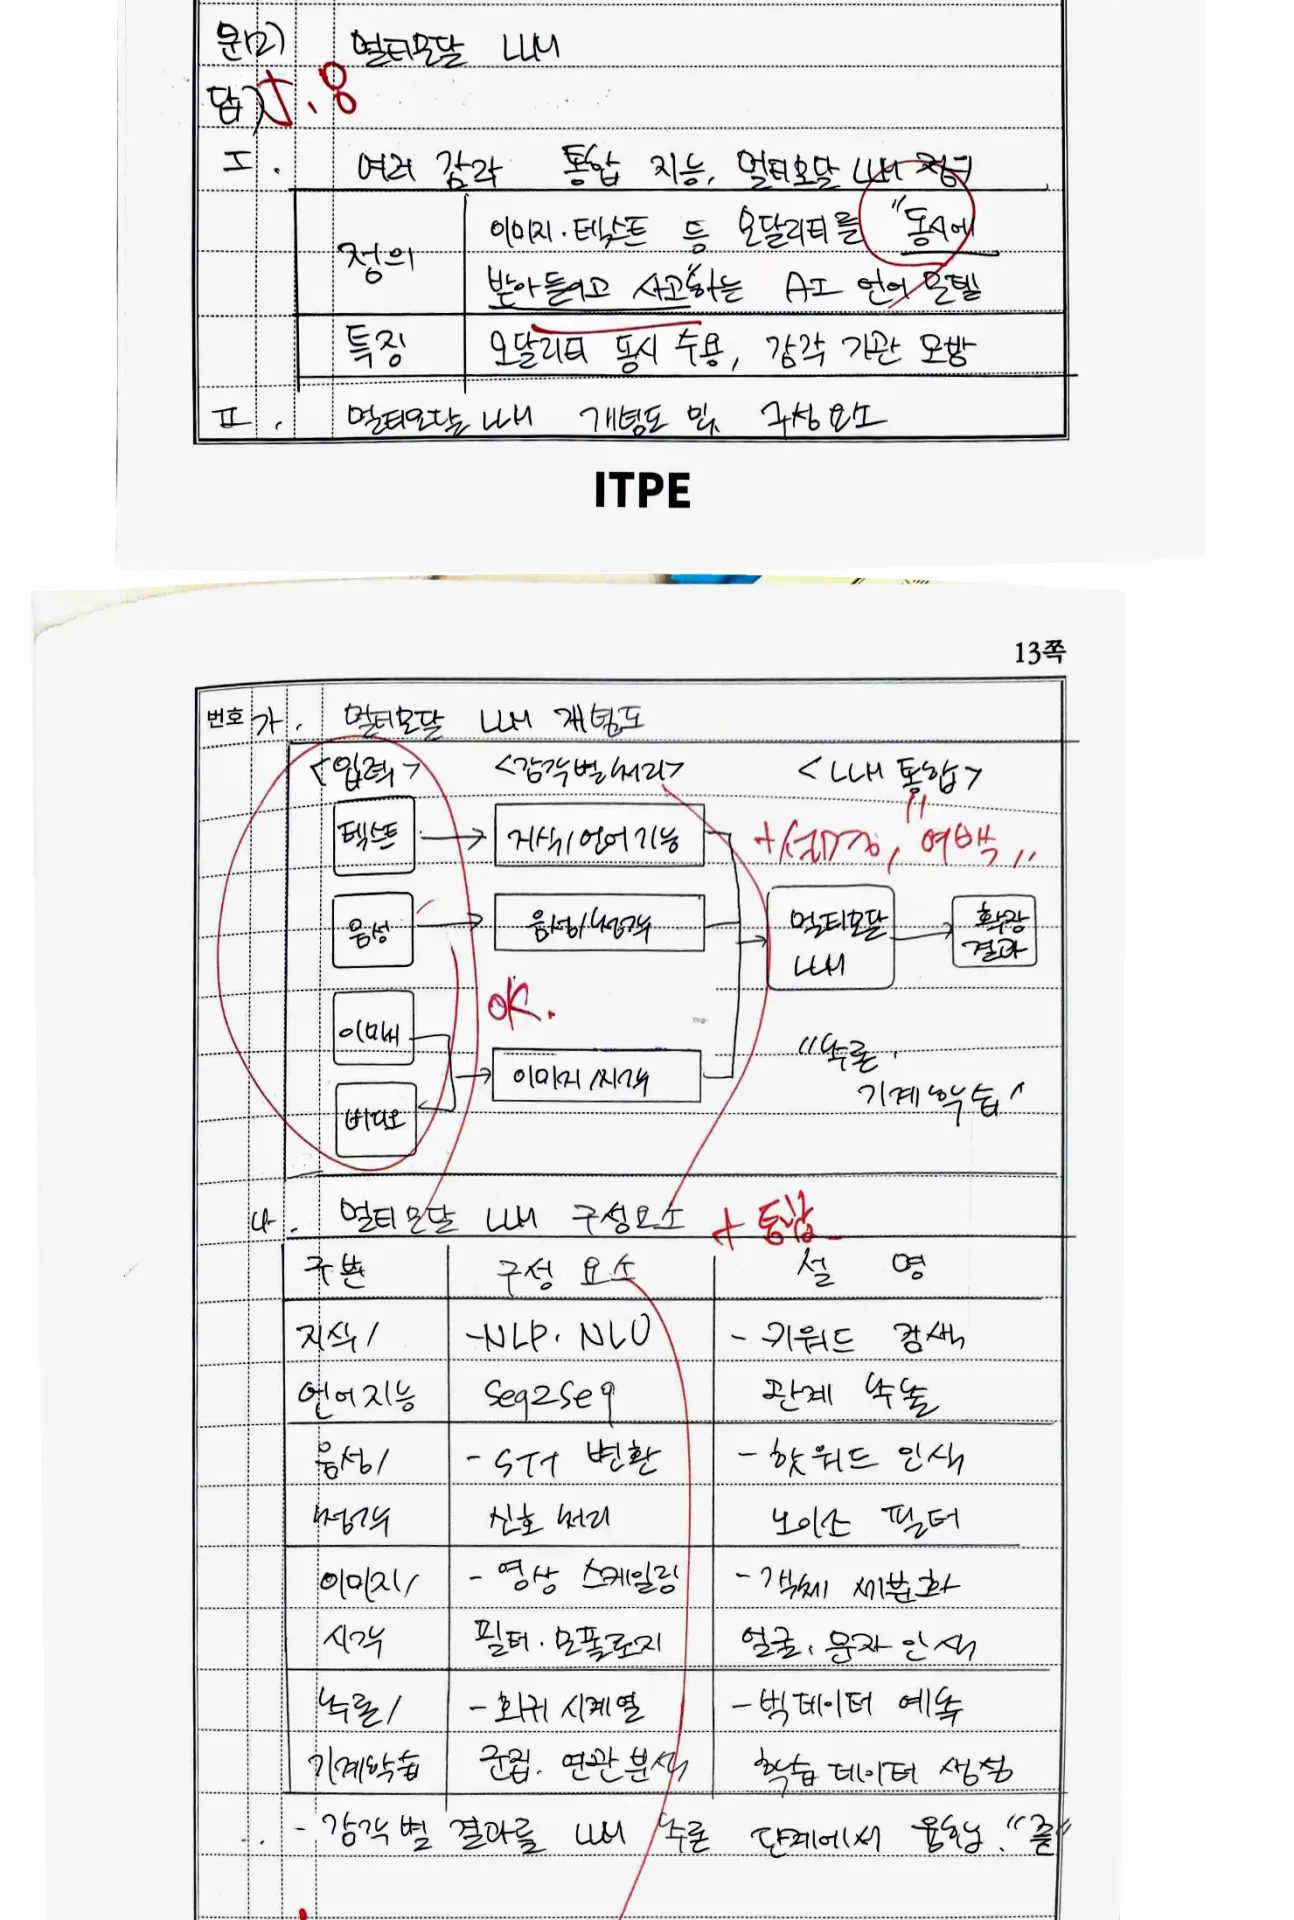 문(2) 멀티모달 LLM
답) 5.8
I. 여러 감각 통합 지능, 멀티모달 LLM 정의
정의 이미지·텍스트 등 모달리티를 "동시에
받아들이고 사고"하는 AI 언어 모델
특징 모달리티 동시 수용, 감각 기관 모방
II. 멀티모달 LLM 개념도 및 구성요소
ITPE
13쪽
번호 가. 멀티모달 LLM 개념도
<입력> <감각별 처리> <LLM 통합>
텍스트 지식/언어 기능
여백
음성 음성/청각 멀티모달 LLM 확장 결과
OK.
이미지
이미지/시각
비디오
"추론·
기계학습"
나. 멀티모달 LLM 구성요소 + 통합
구분 구성 요소 설 명
지식/ -NLP·NLU - 키워드 검색
언어지능 Seq2Seq 관계 추출
음성/ - STT 변환 - 핫워드 인식
청각 신호 처리 노이즈 필터
이미지/ - 영상 스케일링 - 객체 세분화
시각 필터·모폴로지 얼굴·문자 인식
추론/ - 회귀 시계열 - 빅데이터 예측
기계학습 군집·연관분석 학습 데이터 생성
- 감각별 결과를 LLM 추론 단계에서 융합. "끝"